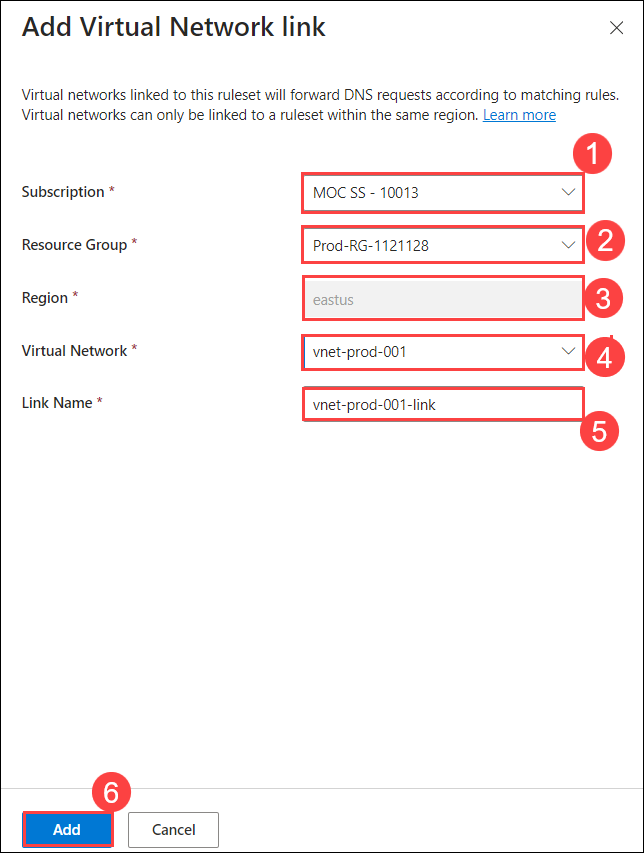 Add Virtual Network link
Virtual networks linked to this ruleset will forward DNS requests according to matching rules.
Virtual networks can only be linked to a ruleset within the same region. Learn more
1
Subscription *
MOC SS - 10013
Resource Group *
Prod-RG-1121128
2
Region *
eastus
3
Virtual Network *
vnet-prod-001
4
Link Name *
vnet-prod-001-link
5
6
Add
Cancel